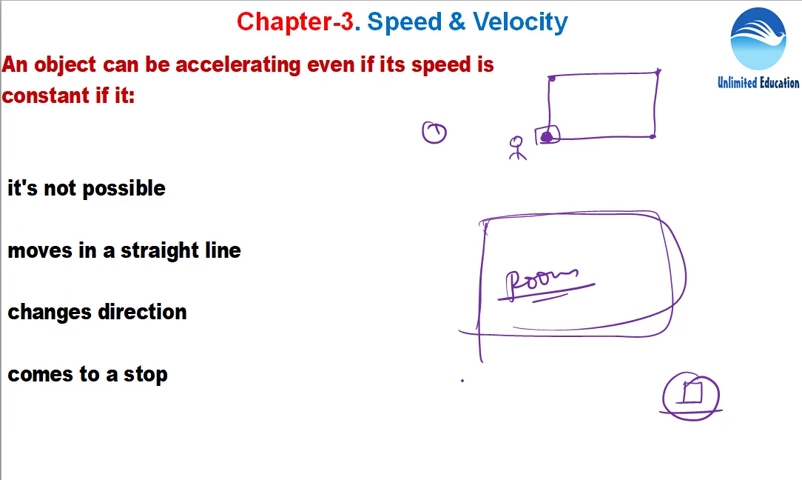 Chapter-3. Speed & Velocity
Unlimited Education
An object can be accelerating even if its speed is
constant if it:
it's not possible
moves in a straight line
changes direction
comes to a stop
Room